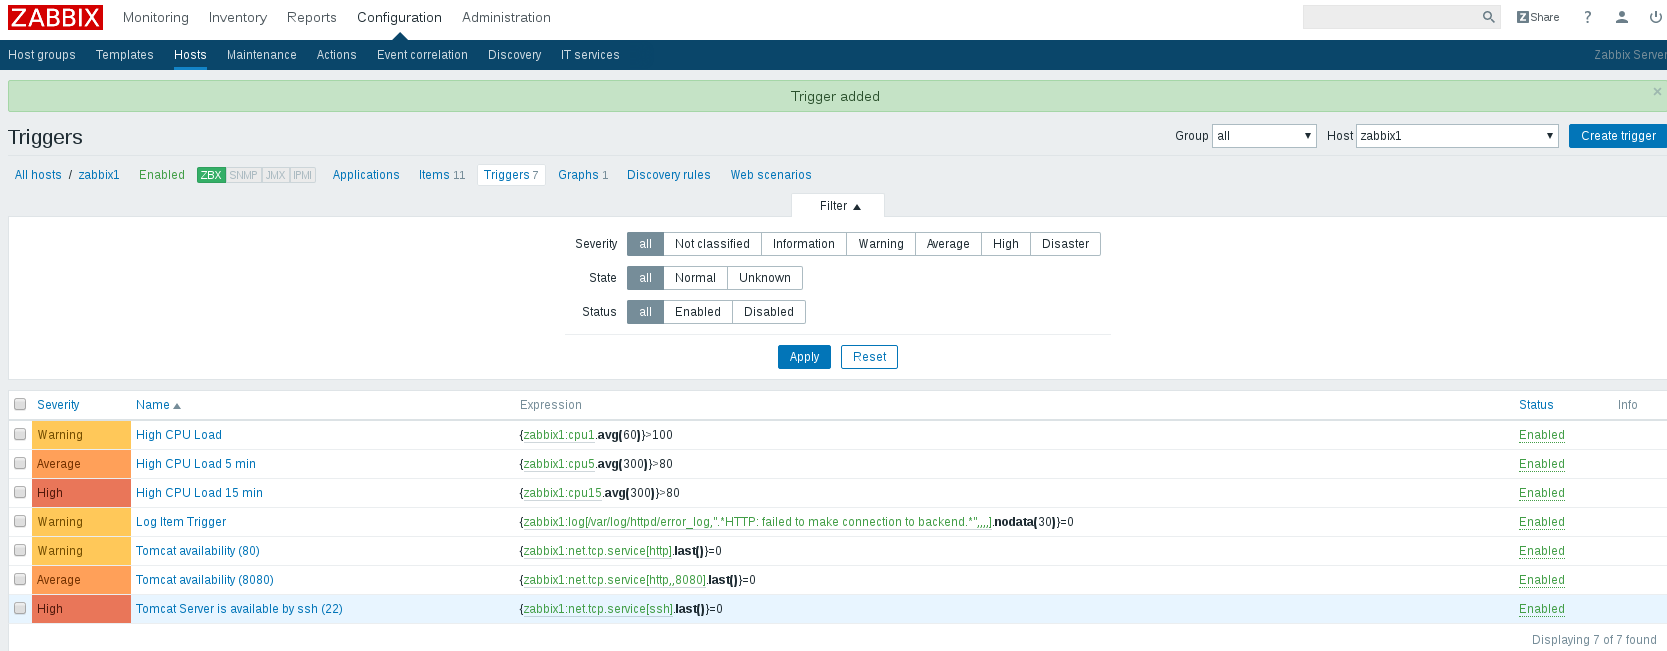 ZABBIX Monitoring Inventory Reports Configuration Administration Z Share ?
Host groups Templates Hosts Maintenance Actions Event correlation Discovery IT services Zabbix Server
Trigger added ×
Triggers Group all Host zabbix1 Create trigger
All hosts / zabbix1 Enabled ZBX SNMP JMX IPMI Applications Items 11 Triggers 7 Graphs 1 Discovery rules Web scenarios
Filter ▲
Severity all Not classified Information Warning Average High Disaster
State all Normal Unknown
Status all Enabled Disabled
Apply Reset
Severity Name ▲ Expression Status Info
Warning High CPU Load {zabbix1:cpu1.avg(60)}>100 Enabled
Average High CPU Load 5 min {zabbix1:cpu5.avg(300)}>80 Enabled
High High CPU Load 15 min {zabbix1:cpu15.avg(300)}>80 Enabled
Warning Log Item Trigger {zabbix1:log[/var/log/httpd/error_log,".*HTTP: failed to make connection to backend.*",,,,].nodata(30)}=0 Enabled
Warning Tomcat availability (80) {zabbix1:net.tcp.service[http].last()}=0 Enabled
Average Tomcat availability (8080) {zabbix1:net.tcp.service[http,,8080].last()}=0 Enabled
High Tomcat Server is available by ssh (22) {zabbix1:net.tcp.service[ssh].last()}=0 Enabled
Displaying 7 of 7 found